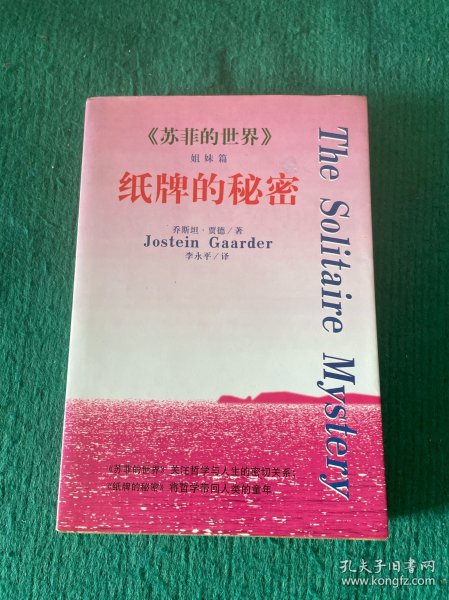 《苏菲的世界》
姐妹篇
纸牌的秘密
乔斯坦·贾德/著
Jostein Gaarder
李永平/译
The Solitaire Mystery
《苏菲的世界》关注哲学与人生的密切关系；
《纸牌的秘密》将哲学带回人类的童年。
孔夫子旧书网
www.kongfz.com